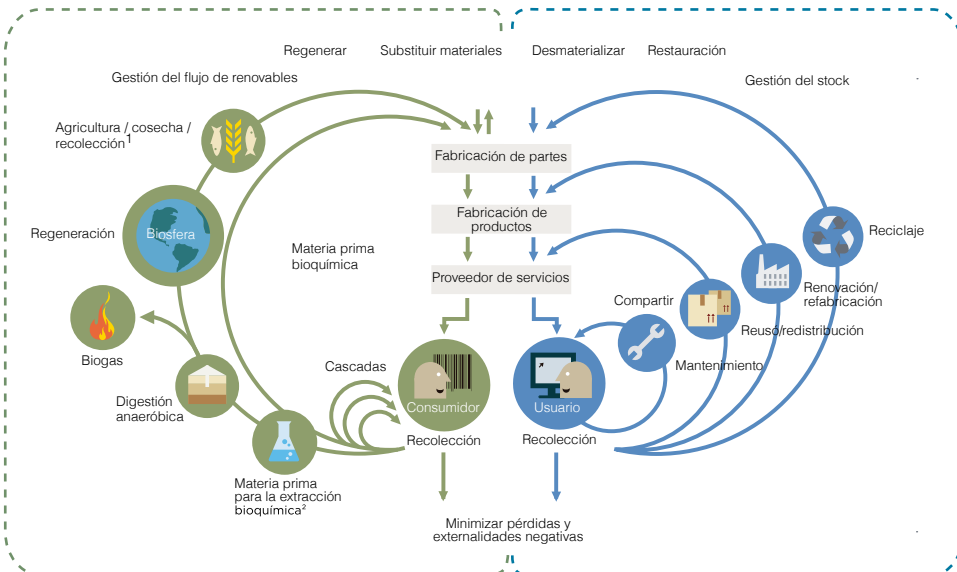 Regenerar
Substituir materiales
Desmaterializar
Restauración
Gestión del flujo de renovables
Gestión del stock
Agricultura / cosecha /
recolección1
Fabricación de partes
Regeneración
Biosfera
Fabricación de
productos
Reciclaje
Materia prima
bioquímica
Proveedor de servicios
Renovación/
refabricación
Compartir
Reuso/redistribución
Biogas
Mantenimiento
Cascadas
Digestión
anaeróbica
Consumidor
Usuario
Recolección
Recolección
Materia prima
para la extracción
bioquímica²
Minimizar pérdidas y
externalidades negativas